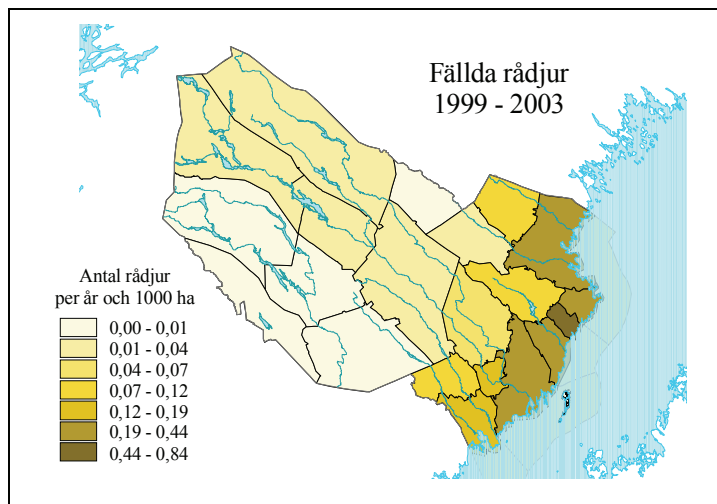 Fällda rådjur
1999 - 2003
Antal rådjur
per år och 1000 ha
0,00 - 0,01
0,01 - 0,04
0,04 - 0,07
0,07 - 0,12
0,12 - 0,19
0,19 - 0,44
0,44 - 0,84